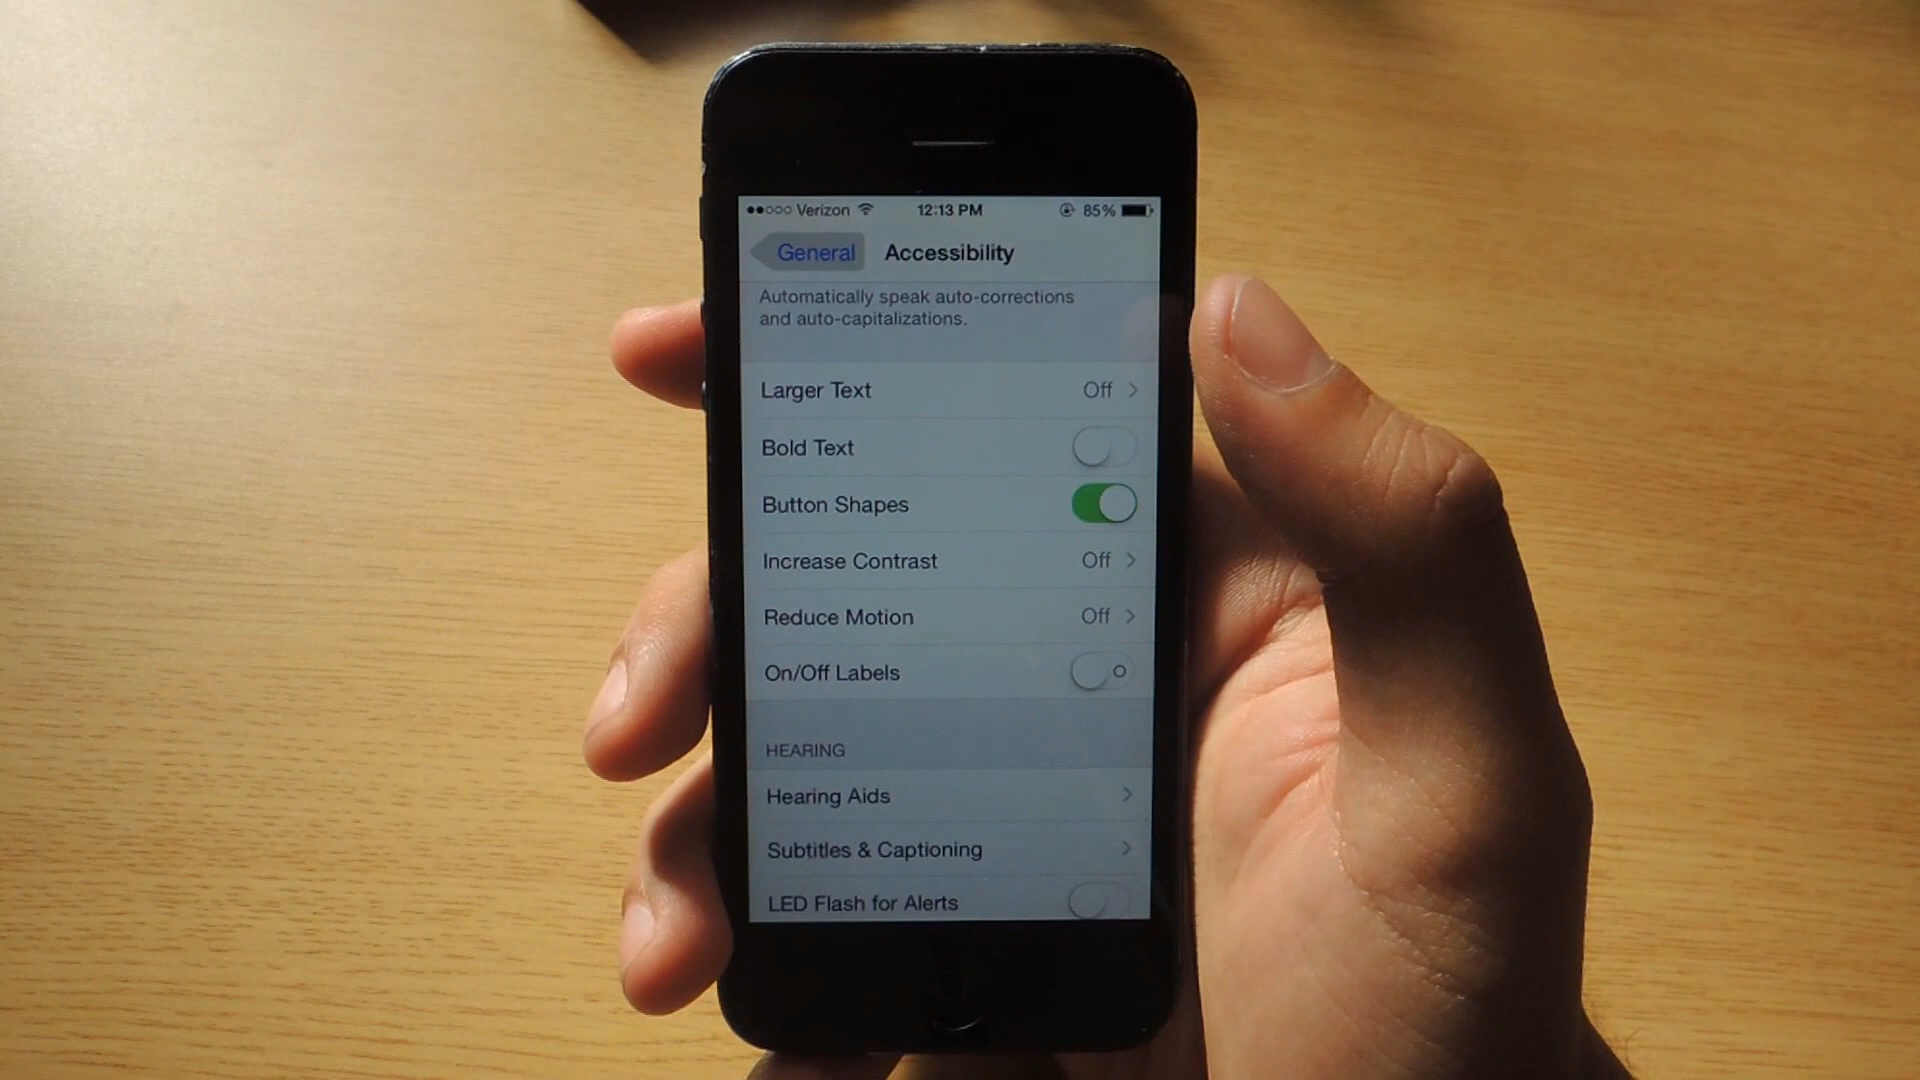 Verizon 12:13 PM 85%
General Accessibility
Automatically speak auto-corrections
and auto-capitalizations.
Larger Text Off
Bold Text
Button Shapes
Increase Contrast Off
Reduce Motion Off
On/Off Labels
HEARING
Hearing Aids
Subtitles & Captioning
LED Flash for Alerts